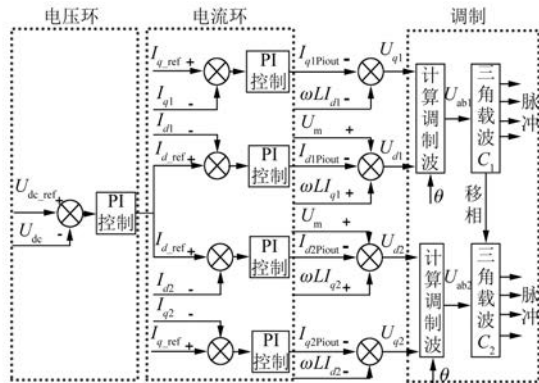 电压环
电流环
调制
I_q_ref +
I_q1 -
PI
控制
I_q1Piout -
ωLI_d1 -
U_q1
I_d1 -
I_d_ref +
PI
控制
U_m +
I_d1Piout -
ωLI_q1 +
U_d1
计算调制波
U_ab1
三角载波C_1
脉冲
θ
移相
U_dc_ref +
U_dc -
PI
控制
I_d_ref +
I_d2 -
PI
控制
U_m +
I_d2Piout -
ωLI_q2 +
U_d2
计算调制波
U_ab2
三角载波C_2
脉冲
θ
I_q2 -
I_q_ref +
PI
控制
I_q2Piout -
ωLI_d2 -
U_q2